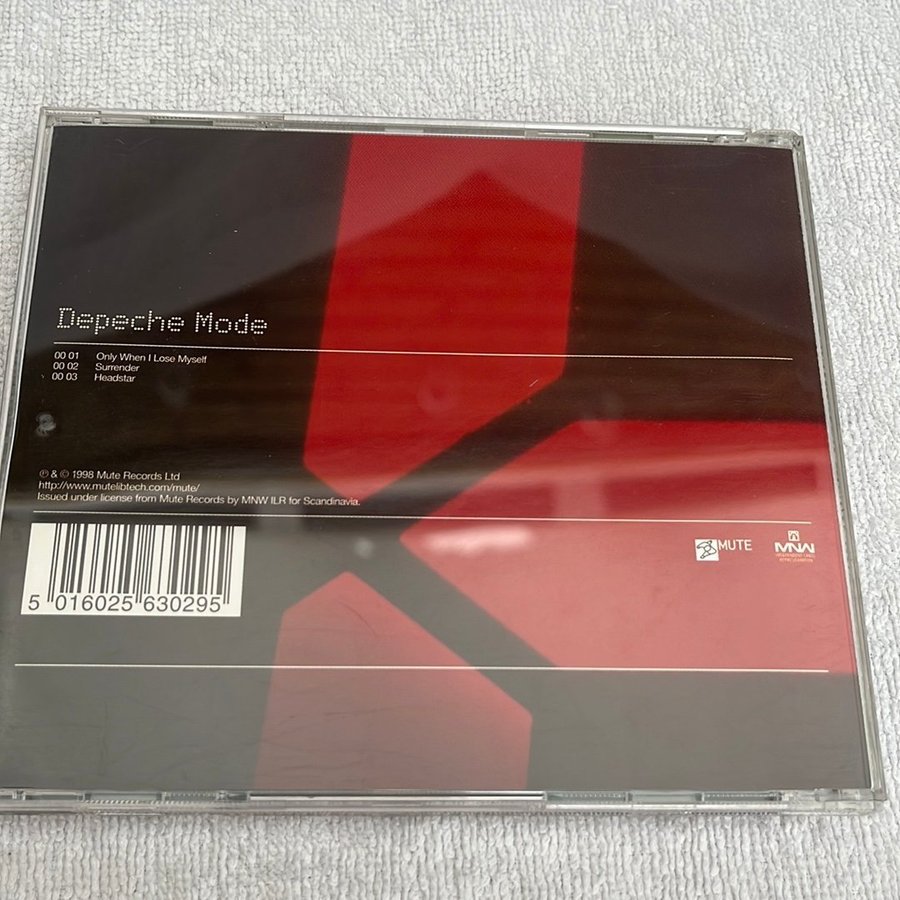 Depeche Mode
00 01 Only When I Lose Myself
00 02 Surrender
00 03 Headstar
℗ & © 1998 Mute Records Ltd
http://www.mutelibtech.com/mute/
Issued under license from Mute Records by MNW ILR for Scandinavia.
5 016025 630295
MUTE
MNW